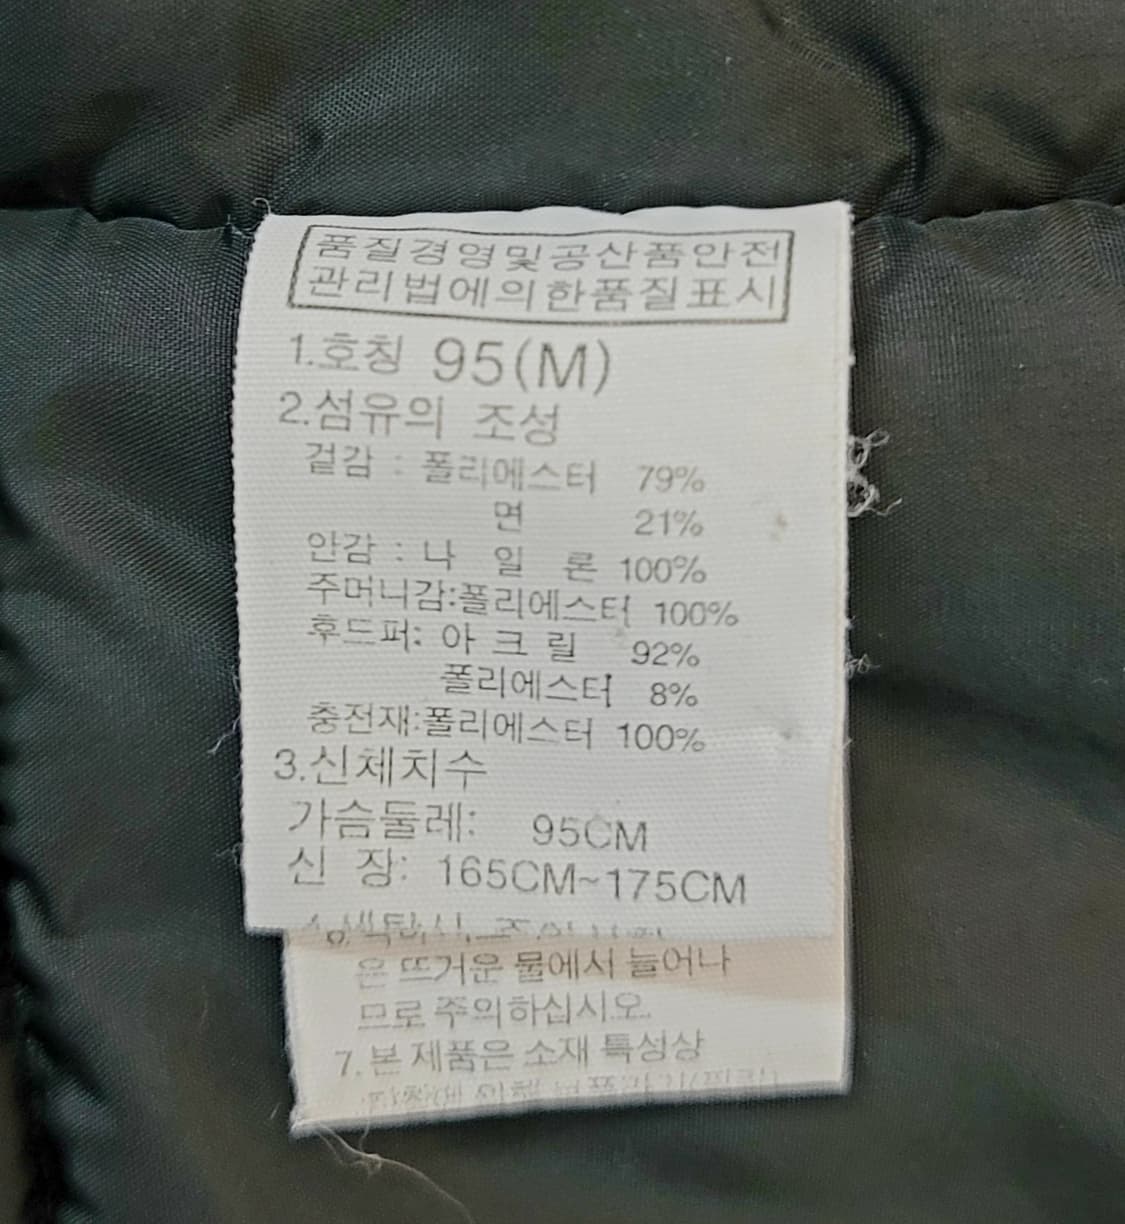 품질경영및공산품안전
관리법에의한품질표시
1.호칭 95(M)
2.섬유의 조성
겉감 : 폴리에스터 79%
면 21%
안감 : 나 일 론 100%
주머니감:폴리에스터 100%
후드퍼: 아 크 릴 92%
폴리에스터 8%
충전재:폴리에스터 100%
3.신체치수
가슴둘레: 95CM
신 장: 165CM~175CM
은 뜨거운 물에서 늘어나
므로 주의하십시오.
7.본 제품은 소재 특성상